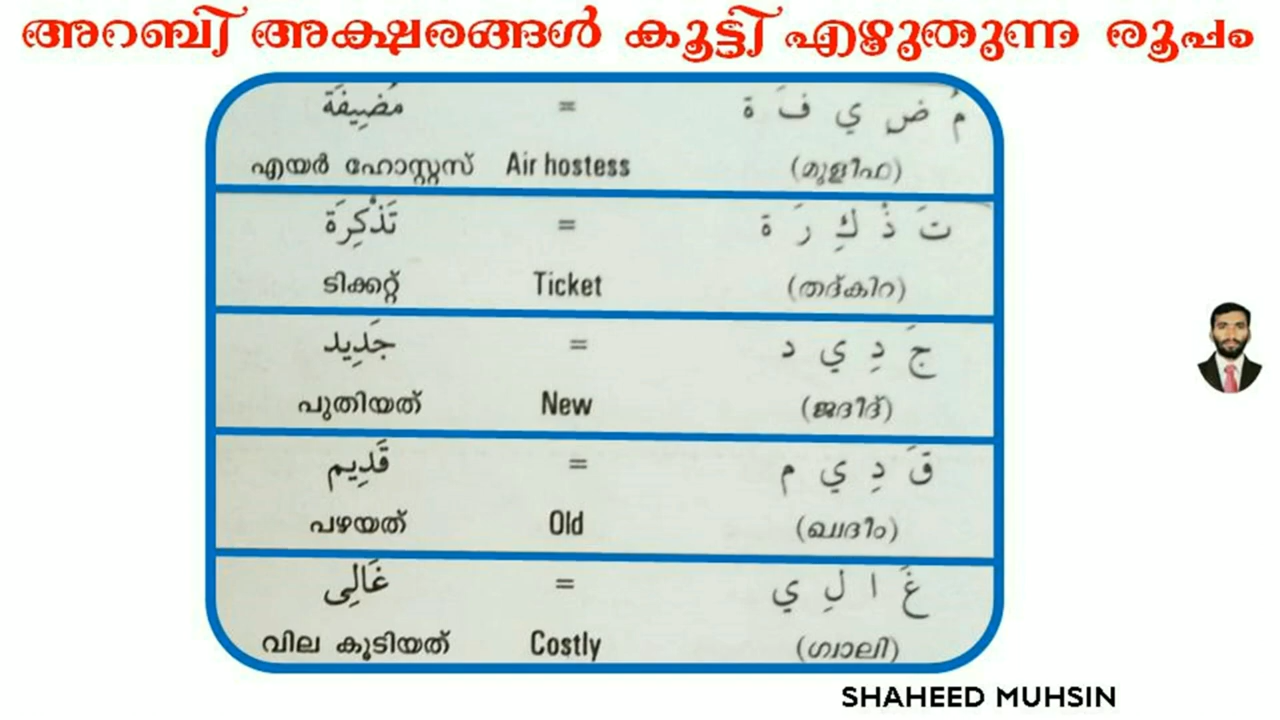 അറബി അക്ഷരങ്ങൾ കൂട്ടി എഴുതുന്ന രൂപം
مُضِيفَة = مُ ضِ ي فَ ة
എയർ ഹോസ്റ്റസ് Air hostess (മുളീഫ)
تَذْكِرَة = تَ ذْ كِ رَ ة
ടിക്കറ്റ് Ticket (തദ്കിറ)
جَدِيد = جَ دِ ي د
പുതിയത് New (ജദീദ്)
قَدِيم = قَ دِ ي م
പഴയത് Old (ഖദീം)
غَالِى = غَ ا لِ ي
വില കൂടിയത് Costly (ഗ്വാലി)
SHAHEED MUHSIN